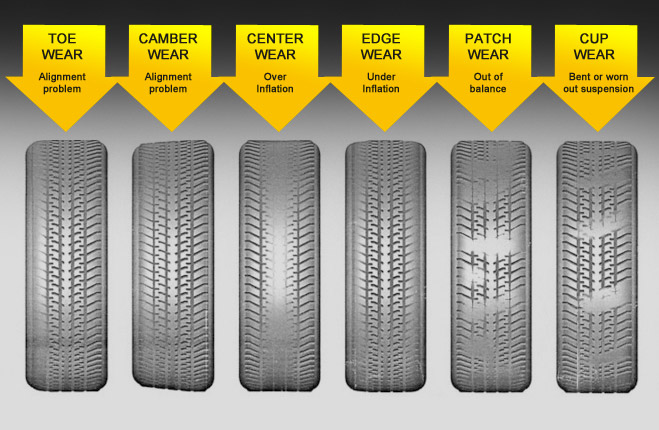 TOE
WEAR
Alignment
problem
CAMBER
WEAR
Alignment
problem
CENTER
WEAR
Over
Inflation
EDGE
WEAR
Under
Inflation
PATCH
WEAR
Out of
balance
CUP
WEAR
Bent or worn
out suspension